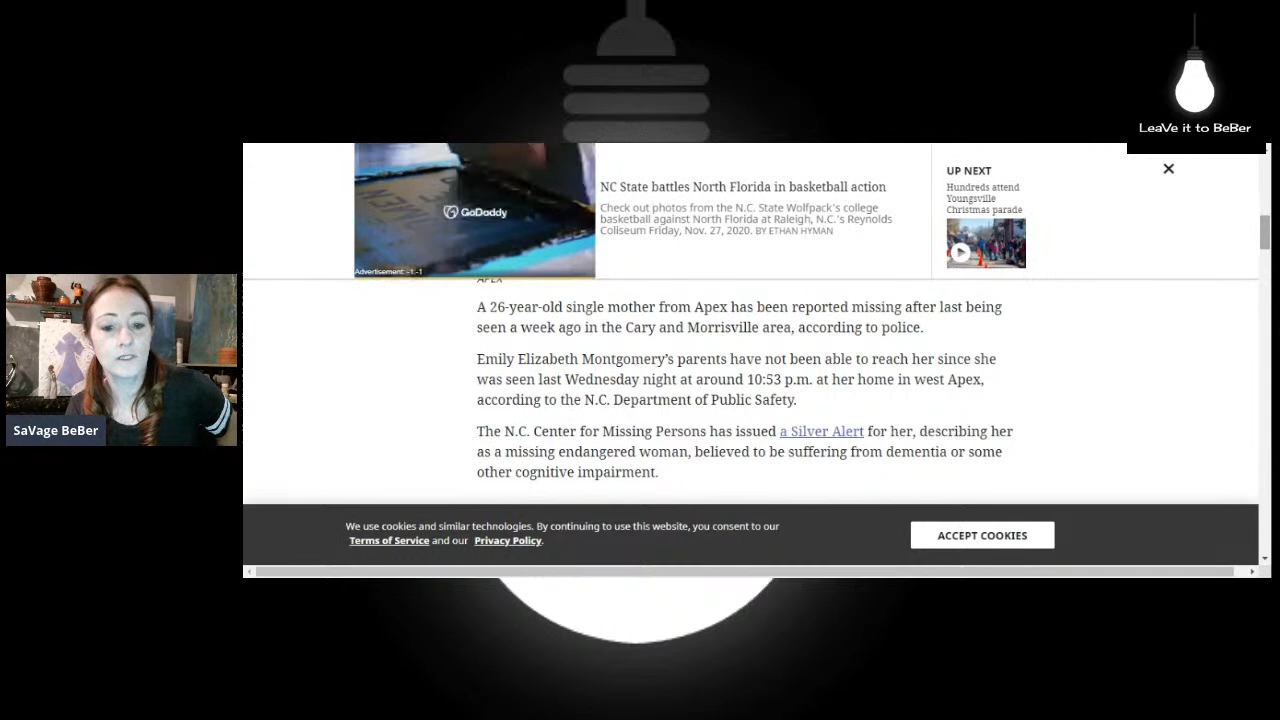 LeaVe it to BeBer
GoDaddy
Advertisement: -1:-1
NC State battles North Florida in basketball action
Check out photos from the N.C. State Wolfpack's college
basketball against North Florida at Raleigh, N.C.'s Reynolds
Coliseum Friday, Nov. 27, 2020. BY ETHAN HYMAN
UP NEXT
Hundreds attend
Youngsville
Christmas parade
APEX
A 26-year-old single mother from Apex has been reported missing after last being
seen a week ago in the Cary and Morrisville area, according to police.
Emily Elizabeth Montgomery’s parents have not been able to reach her since she
was seen last Wednesday night at around 10:53 p.m. at her home in west Apex,
according to the N.C. Department of Public Safety.
The N.C. Center for Missing Persons has issued a Silver Alert for her, describing her
as a missing endangered woman, believed to be suffering from dementia or some
other cognitive impairment.
SaVage BeBer
We use cookies and similar technologies. By continuing to use this website, you consent to our
Terms of Service and our Privacy Policy.
ACCEPT COOKIES